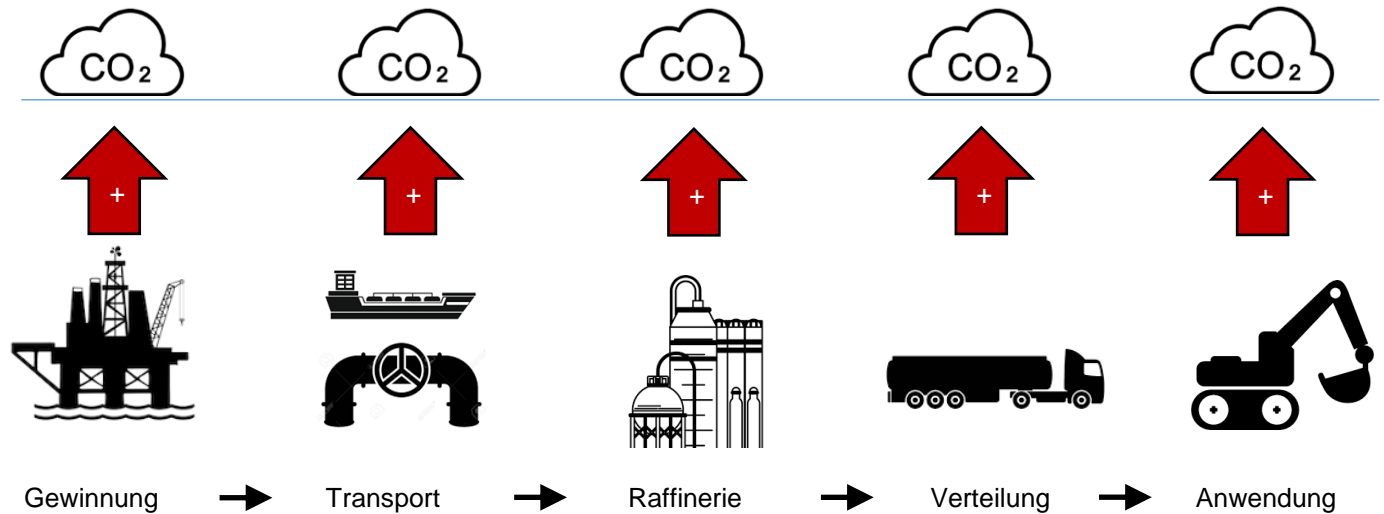 CO₂ CO₂ CO₂ CO₂ CO₂
+ + + + +
Gewinnung Transport Raffinerie Verteilung Anwendung